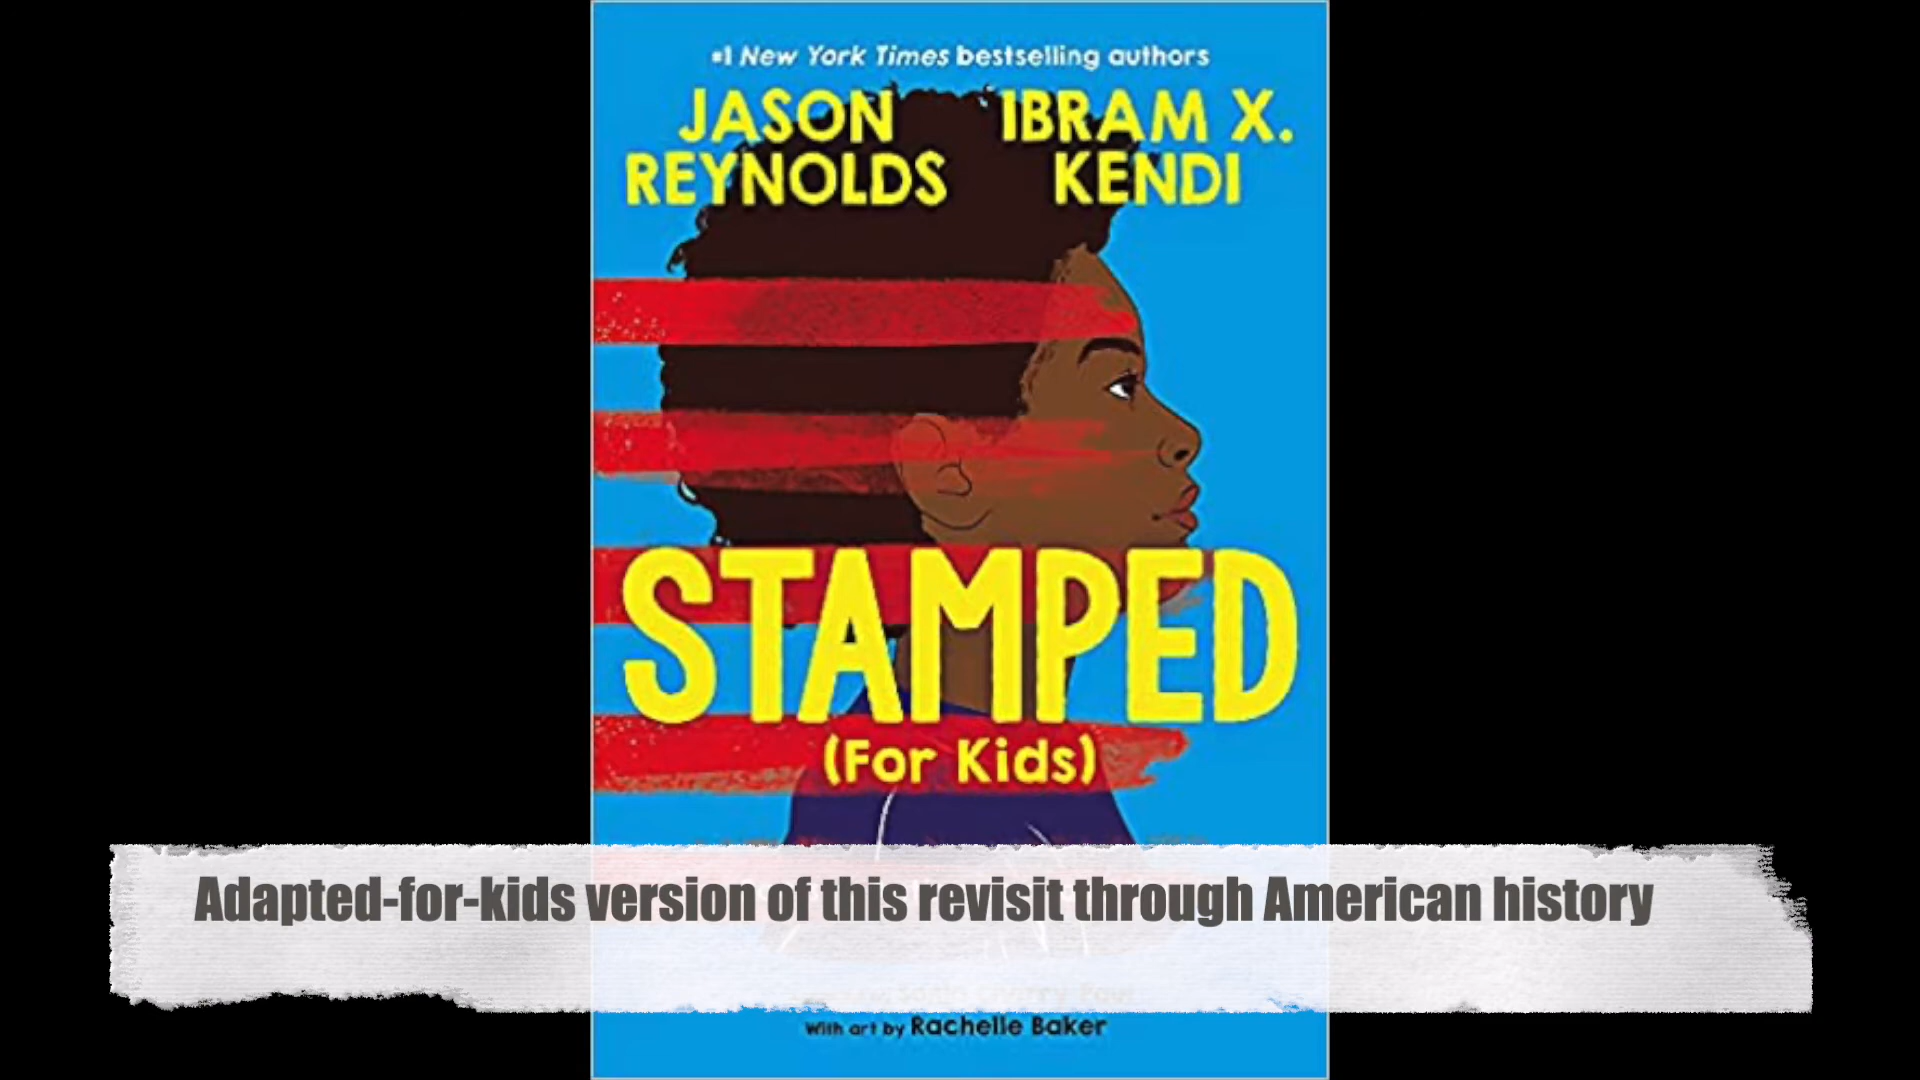 #1 New York Times bestselling authors
JASON REYNOLDS
IBRAM X. KENDI
STAMPED
(For Kids)
Adapted-for-kids version of this revisit through American history
With art by Rachelle Baker